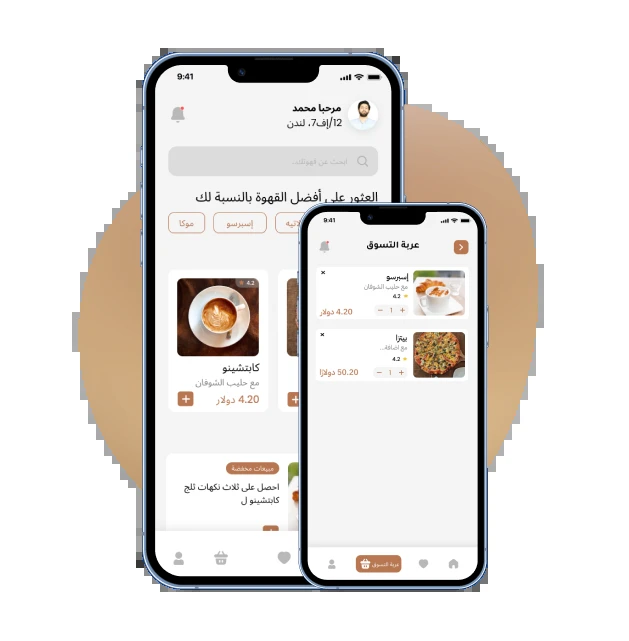 9:41
مرحبا محمد
12/إف7، لندن
ابحث عن قهوتك...
العثور على أفضل القهوة بالنسبة لك
إسبرسو
موكا
4.2
كابتشينو
مع حليب الشوفان
4.20 دولار
مبيعات مخفضة
احصل على ثلاث نكهات ثلج
كابتشينو ل
9:41
عربة التسوق
إسبرسو
مع حليب الشوفان
4.2
1
4.20 دولار
بيتزا
مع اضافة...
4.2
1
50.20 دولارًا
عربة التسوق